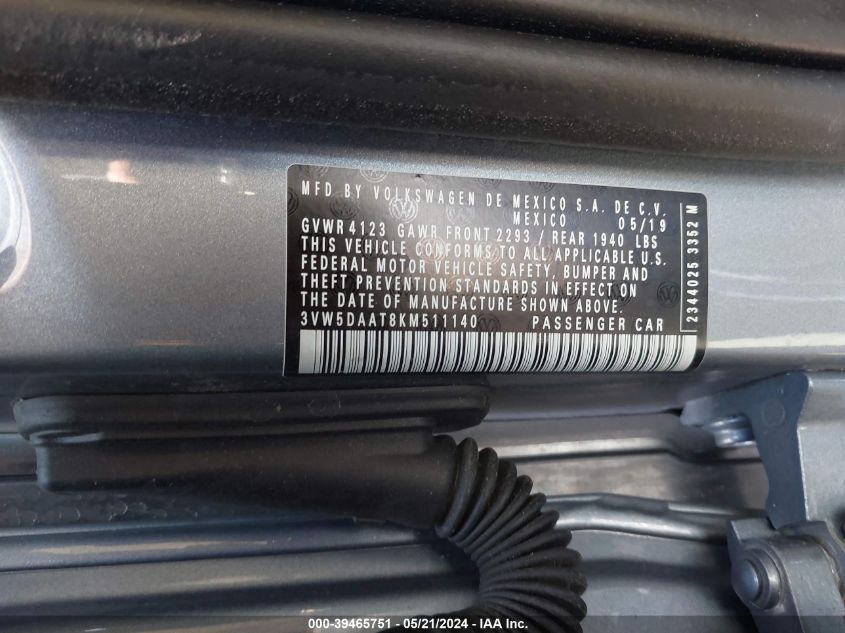 MFD BY VOLKSWAGEN DE MEXICO S.A. DE C.V.
MEXICO 05/19
GVWR 4123 GAWR FRONT 2293 / REAR 1940 LBS
THIS VEHICLE CONFORMS TO ALL APPLICABLE U.S.
FEDERAL MOTOR VEHICLE SAFETY, BUMPER AND
THEFT PREVENTION STANDARDS IN EFFECT ON
THE DATE OF MANUFACTURE SHOWN ABOVE.
3VW5DAAT8KM511140 PASSENGER CAR
2344025 3352 M
000-39465751 - 05/21/2024 - IAAI.com